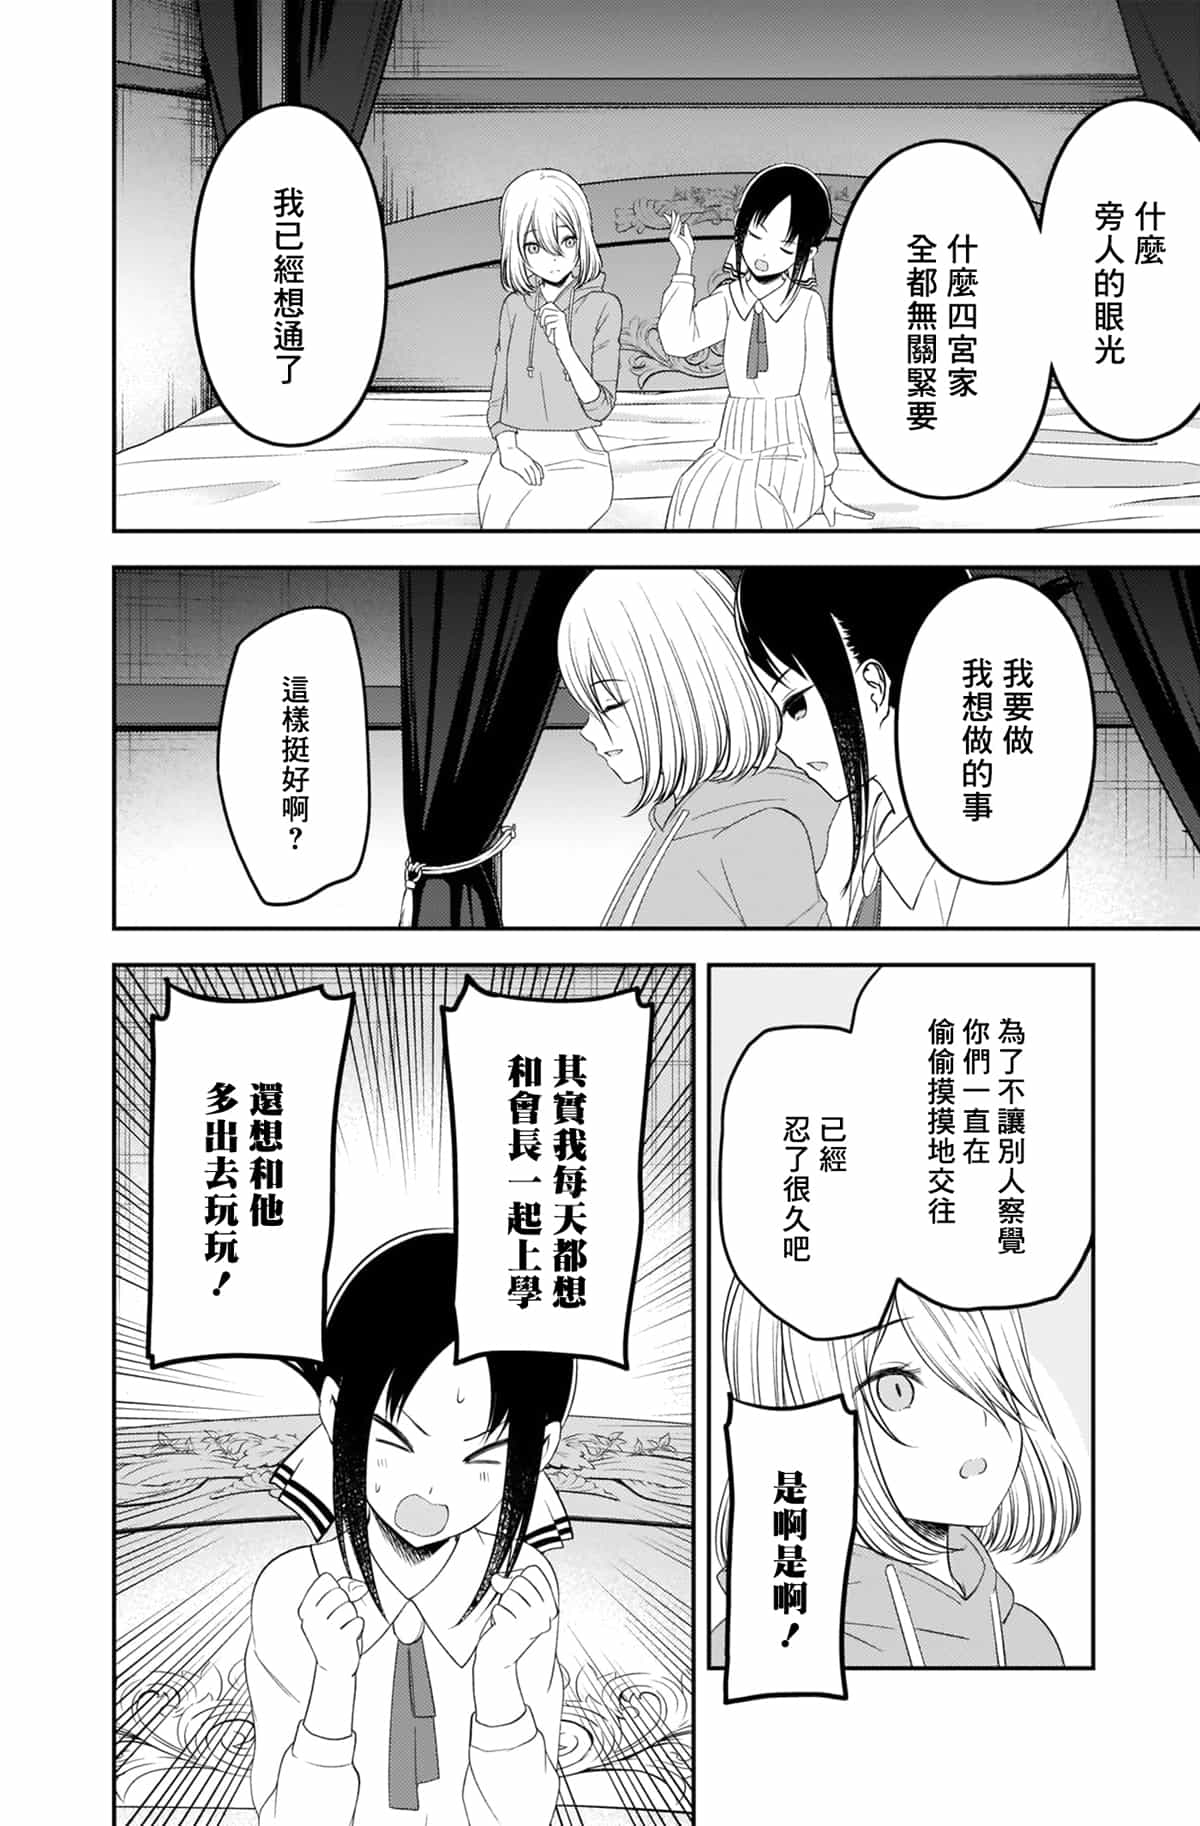 什麼
旁人的眼光
什麼四宮家
全都無關緊要
我已經想通了
我要做
我想做的事
這樣挺好啊？
為了不讓別人察覺
你們一直在
偷偷摸摸地交往
已經
忍了很久吧
是啊是啊！
其實我每天都想
和會長一起上學
還想和他
多出去玩玩！